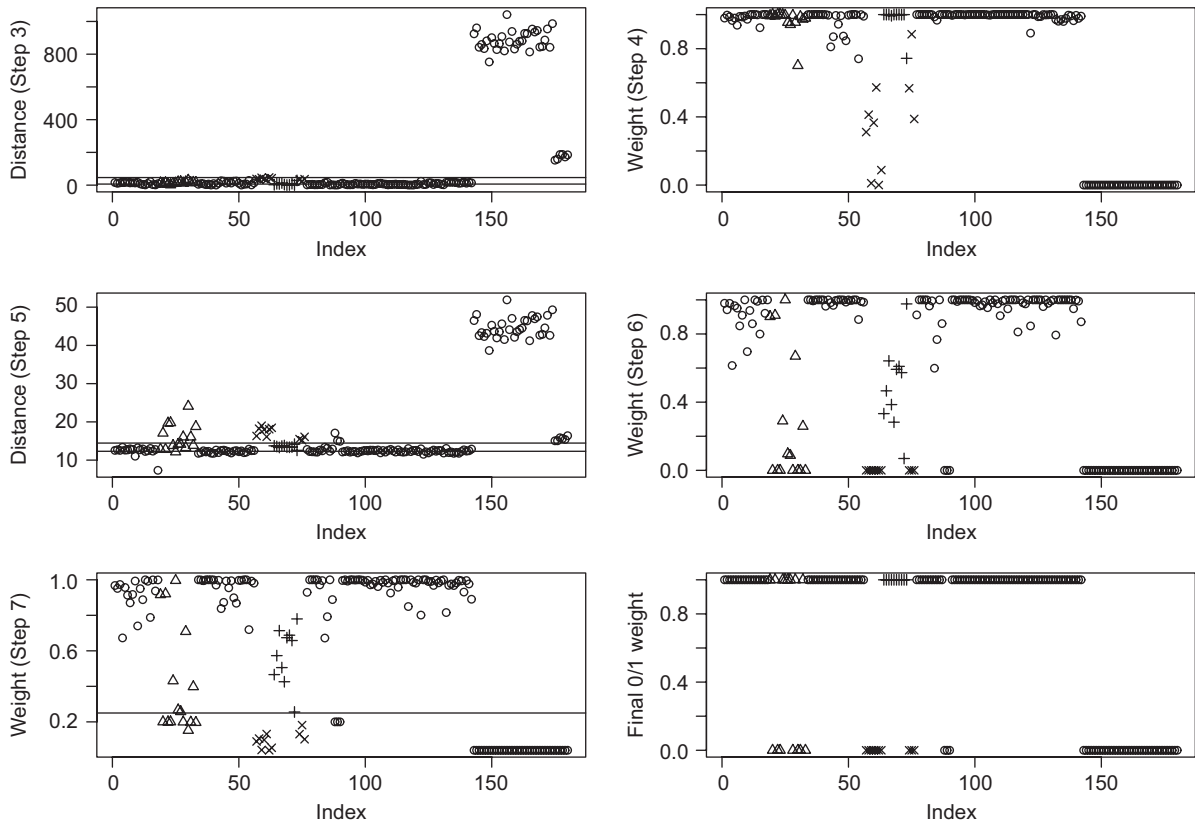 Distance (Step 3)
800
400
0
0 50 100 150
Index
Weight (Step 4)
0.8
0.4
0.0
0 50 100 150
Index
Distance (Step 5)
50
40
30
20
10
0 50 100 150
Index
Weight (Step 6)
0.8
0.4
0.0
0 50 100 150
Index
Weight (Step 7)
1.0
0.6
0.2
0 50 100 150
Index
Final 0/1 weight
0.8
0.4
0.0
0 50 100 150
Index